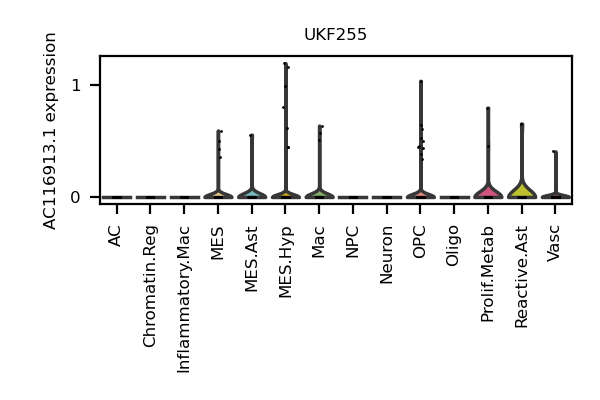 UKF255
AC116913.1 expression
1
0
AC
Chromatin.Reg
Inflammatory.Mac
MES
MES.Ast
MES.Hyp
Mac
NPC
Neuron
OPC
Oligo
Prolif.Metab
Reactive.Ast
Vasc